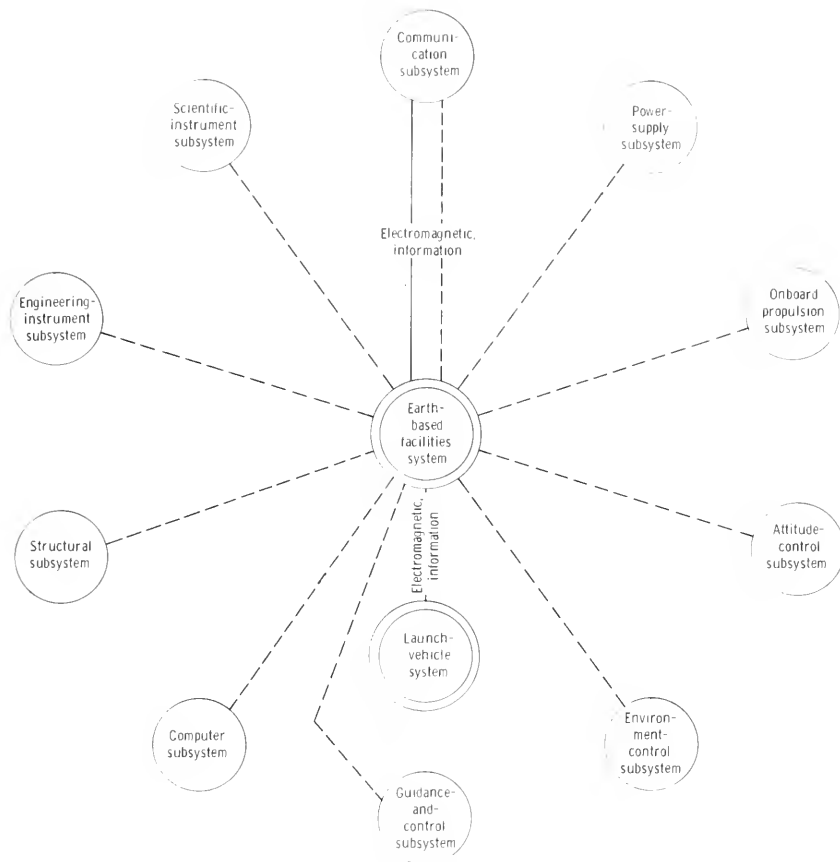 Communi-
cation
subsystem
Scientific-
instrument
subsystem
Power-
supply
subsystem
Electromagnetic,
information
Engineering-
instrument
subsystem
Onboard
propulsion
subsystem
Earth-
based
facilities
system
Electromagnetic,
information
Structural
subsystem
Attitude-
control
subsystem
Launch-
vehicle
system
Computer
subsystem
Environ-
ment-
control
subsystem
Guidance-
and-
control
subsystem